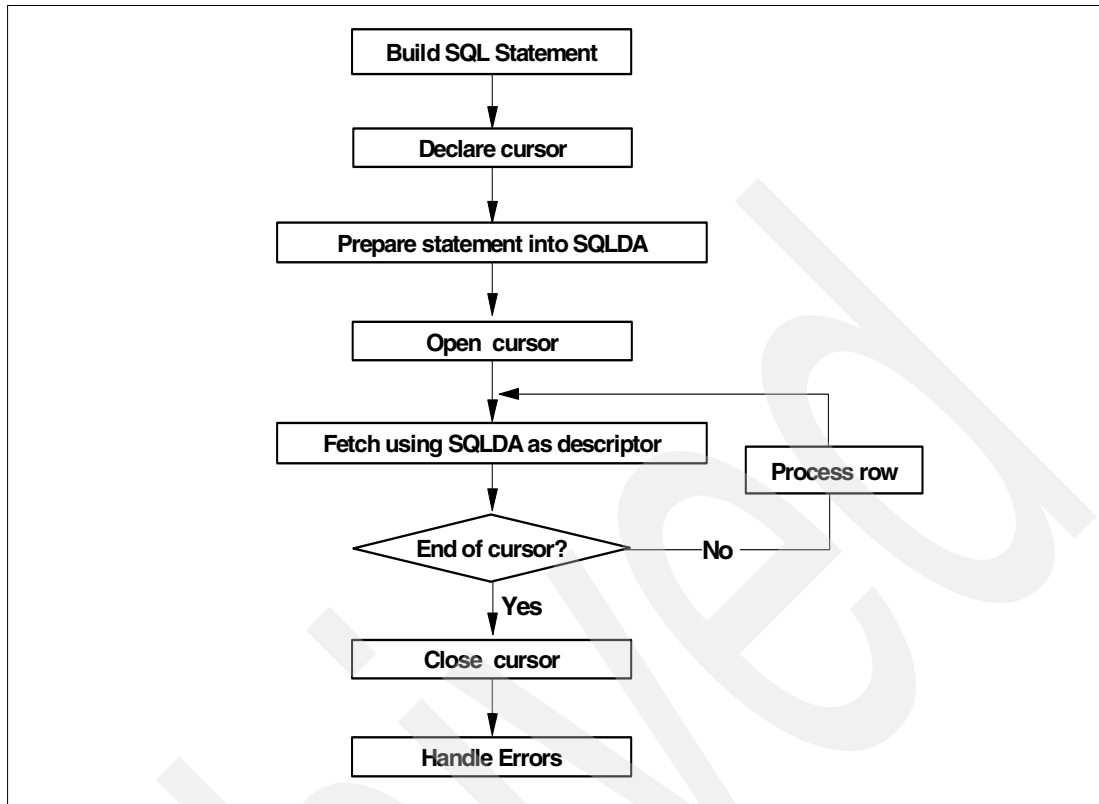 Build SQL Statement
Declare cursor
Prepare statement into SQLDA
Open cursor
Fetch using SQLDA as descriptor
Process row
End of cursor?
No
Yes
Close cursor
Handle Errors